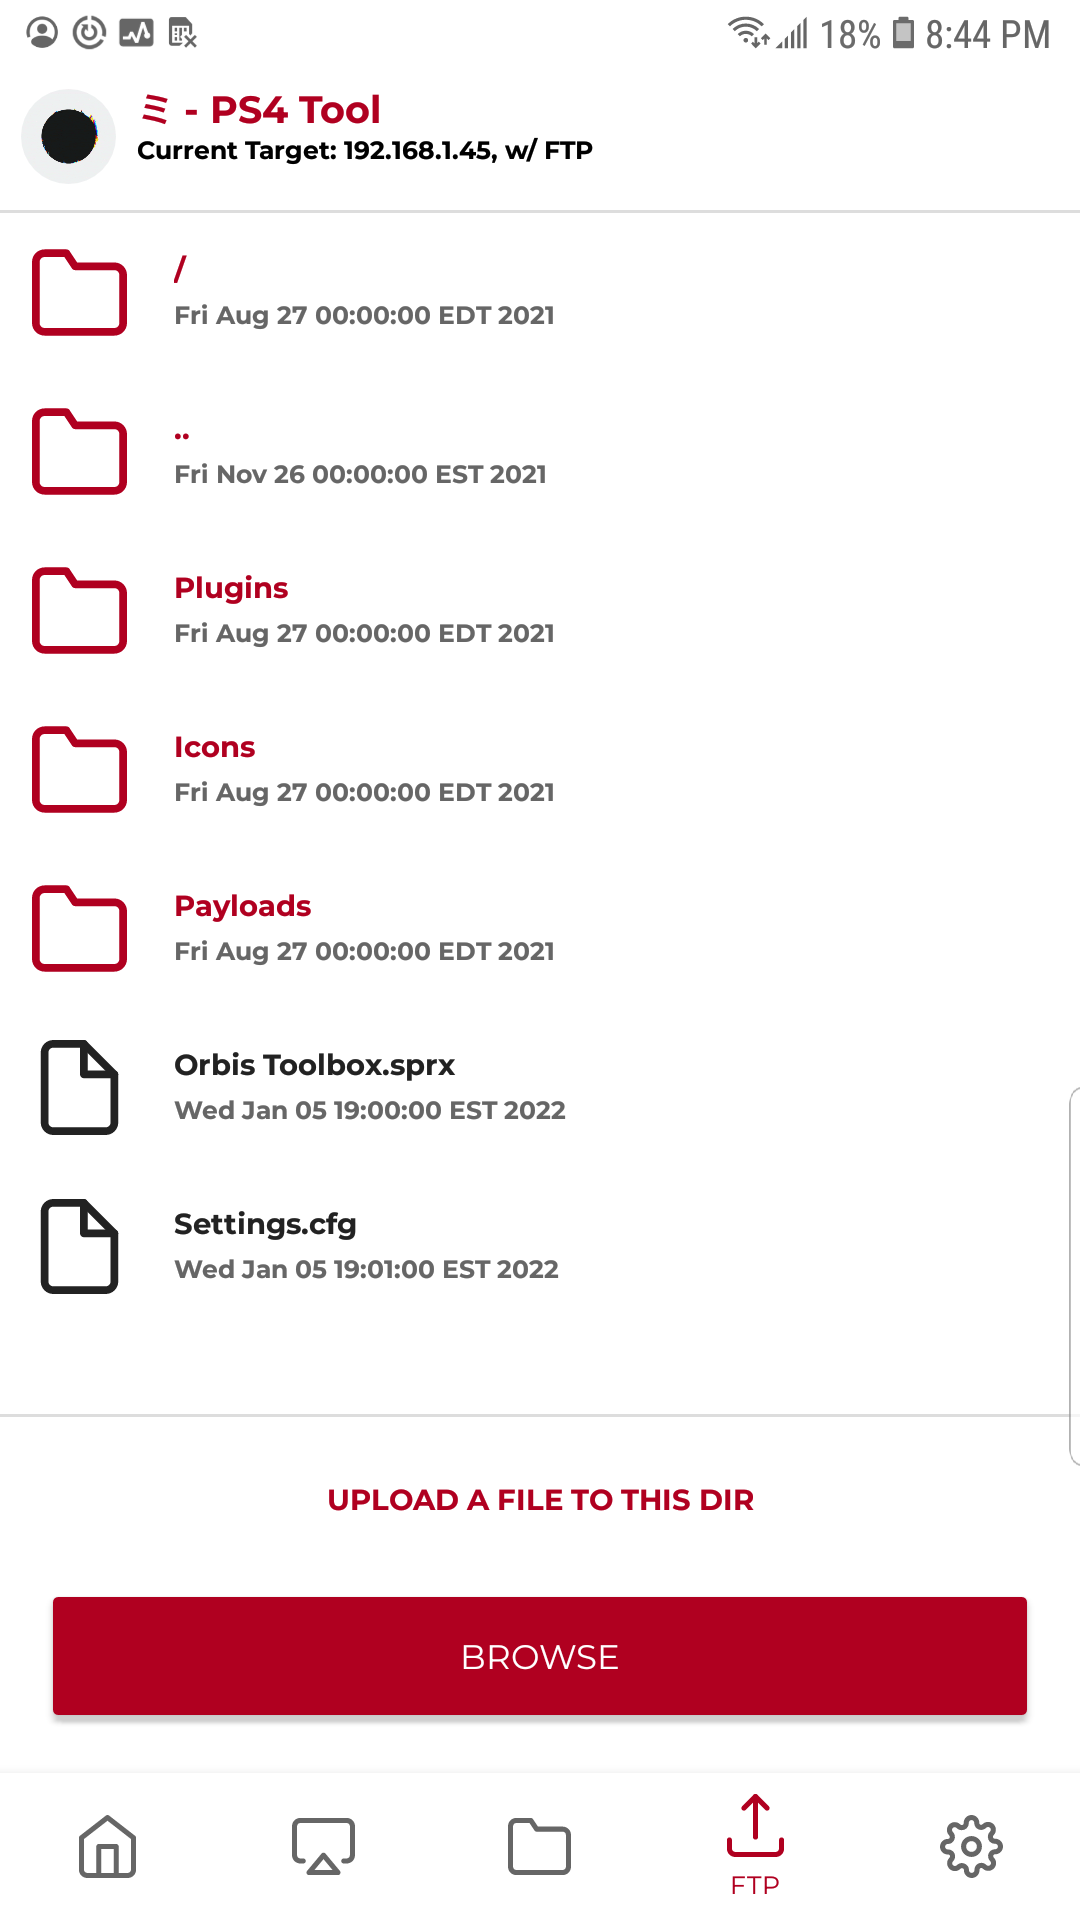 18% 8:44 PM
ミ - PS4 Tool
Current Target: 192.168.1.45, w/ FTP
/
Fri Aug 27 00:00:00 EDT 2021
..
Fri Nov 26 00:00:00 EST 2021
Plugins
Fri Aug 27 00:00:00 EDT 2021
Icons
Fri Aug 27 00:00:00 EDT 2021
Payloads
Fri Aug 27 00:00:00 EDT 2021
Orbis Toolbox.sprx
Wed Jan 05 19:00:00 EST 2022
Settings.cfg
Wed Jan 05 19:01:00 EST 2022
UPLOAD A FILE TO THIS DIR
BROWSE
FTP